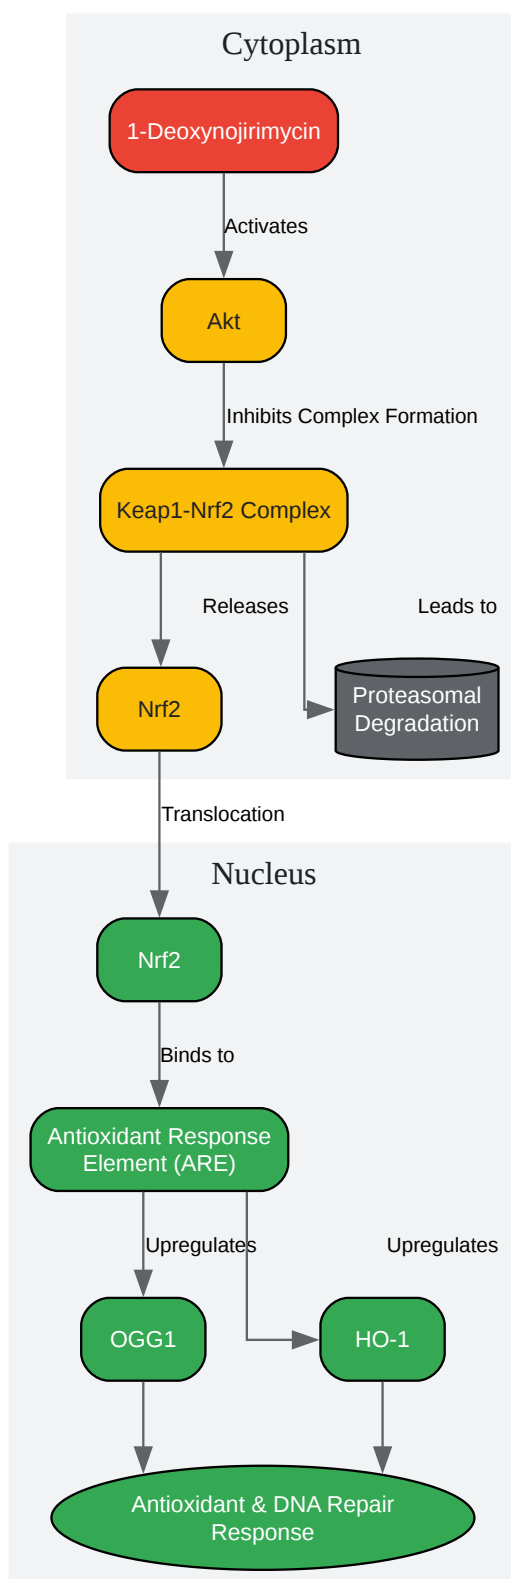 Cytoplasm
1-Deoxynojirimycin
Activates
Akt
Inhibits Complex Formation
Keap1-Nrf2 Complex
Releases
Leads to
Nrf2
Proteasomal
Degradation
Translocation
Nucleus
Nrf2
Binds to
Antioxidant Response
Element (ARE)
Upregulates
Upregulates
OGG1
HO-1
Antioxidant & DNA Repair
Response